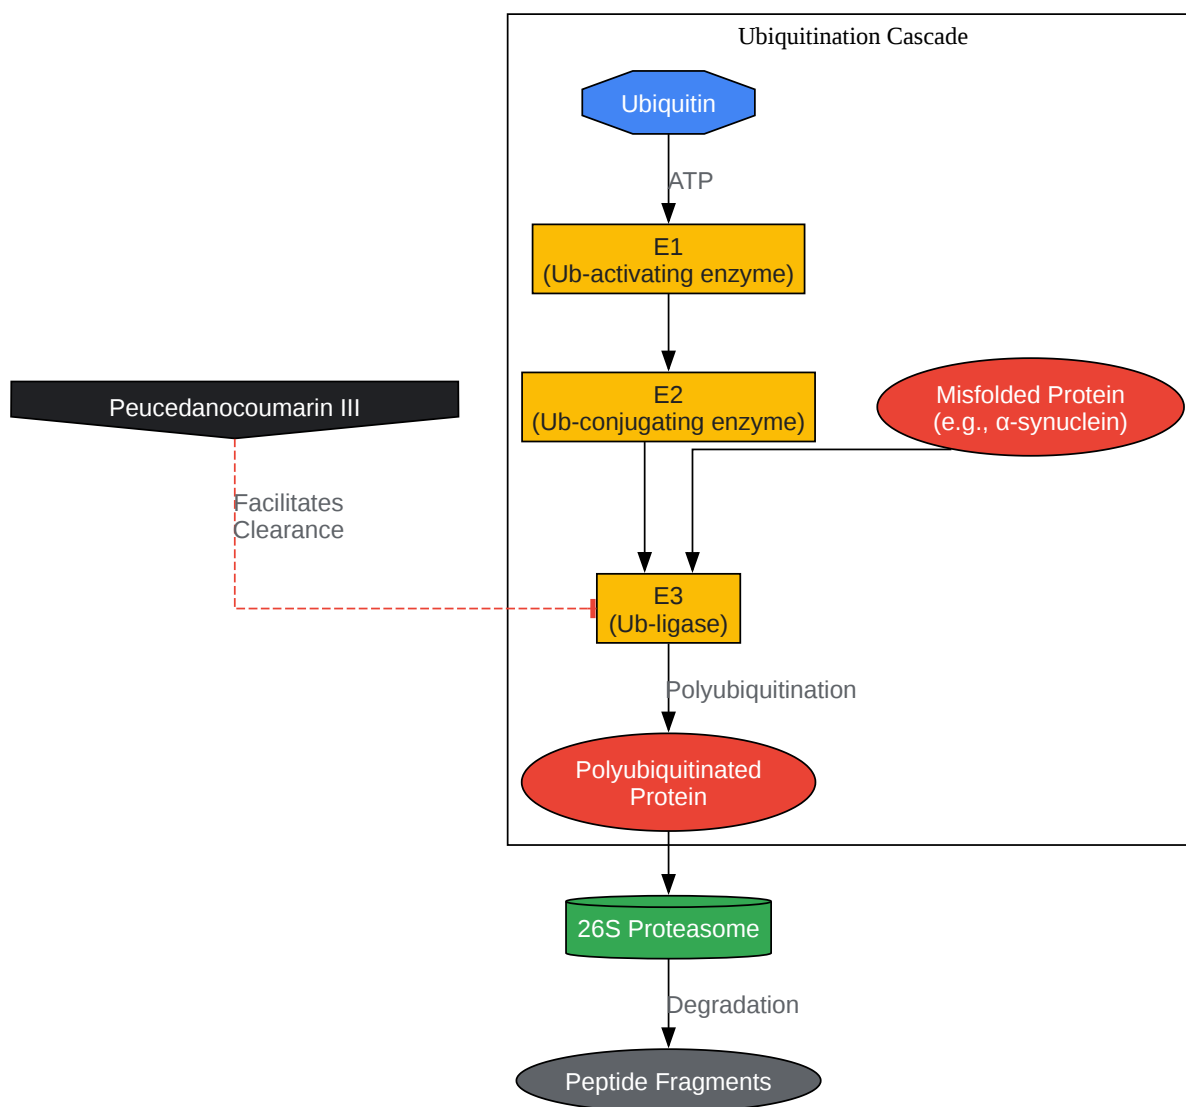 Ubiquitination Cascade
Ubiquitin
ATP
E1
(Ub-activating enzyme)
E2
(Ub-conjugating enzyme)
Misfolded Protein
(e.g., α-synuclein)
Peucedanocoumarin III
Facilitates
Clearance
E3
(Ub-ligase)
Polyubiquitination
Polyubiquitinated
Protein
26S Proteasome
Degradation
Peptide Fragments